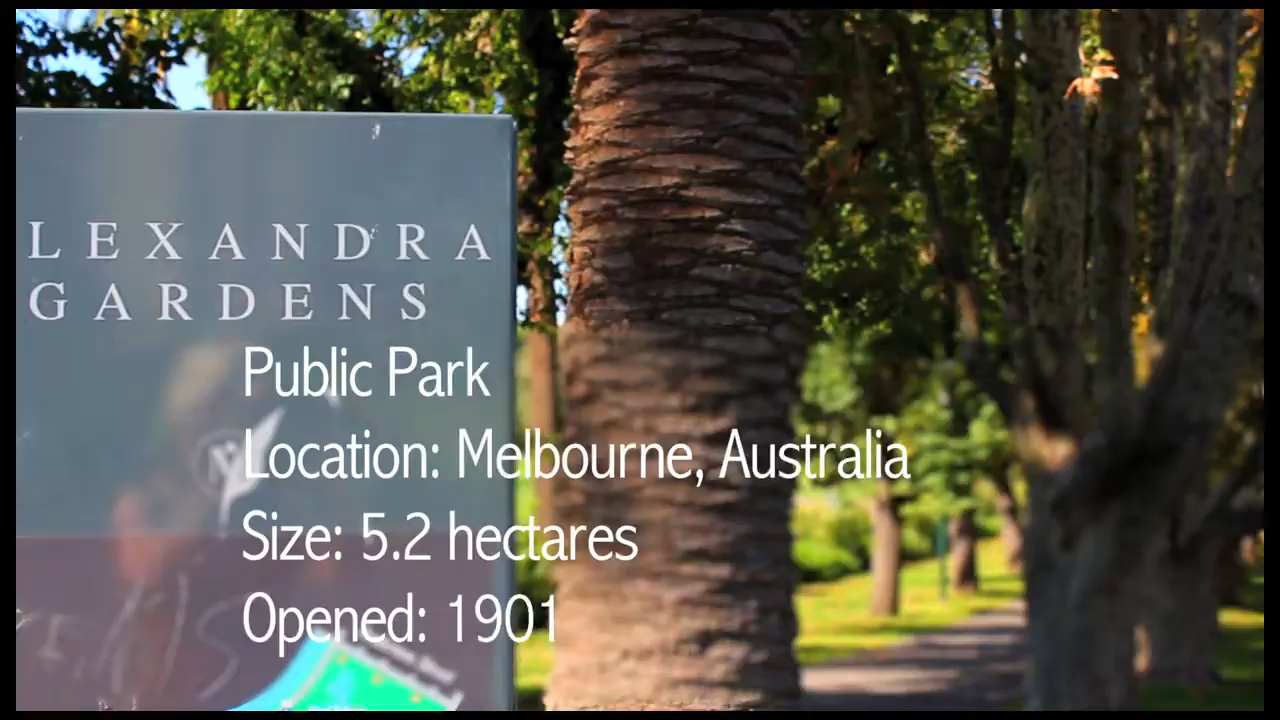 LEXANDRA
GARDENS
Public Park
Location: Melbourne, Australia
Size: 5.2 hectares
Opened: 1901